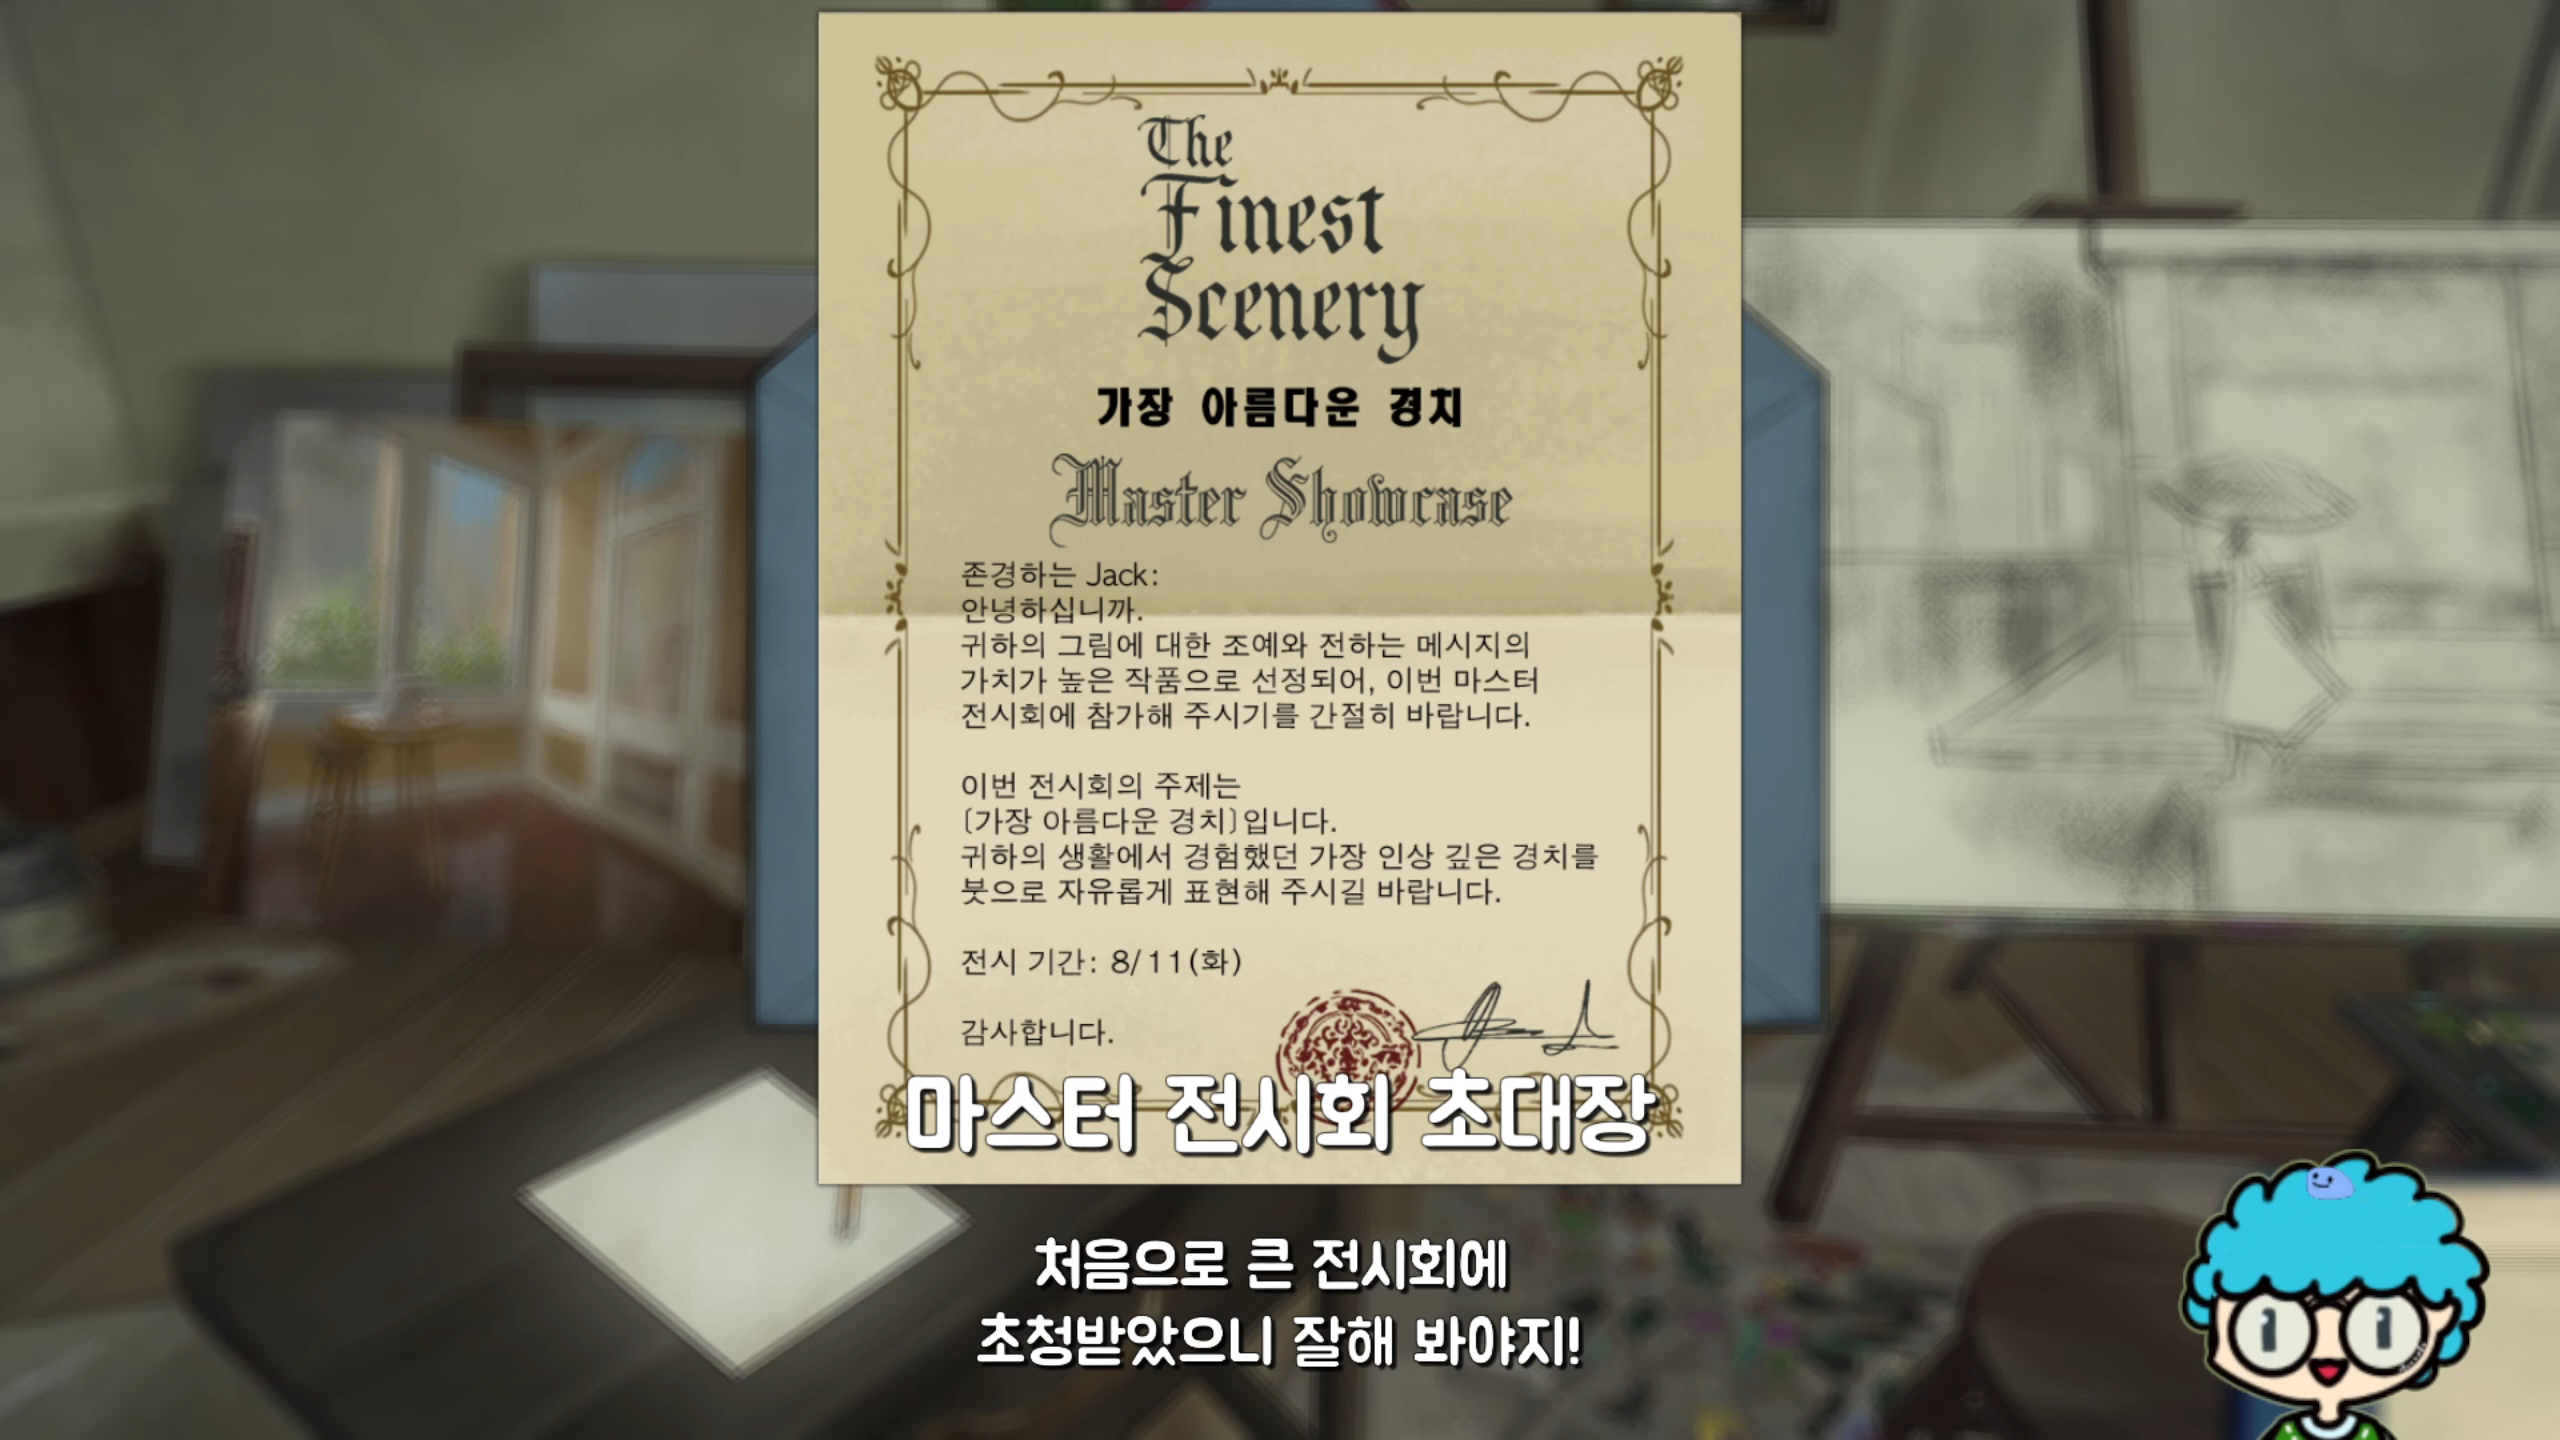 The
Finest
Scenery
가장 아름다운 경치
Master Showcase
존경하는 Jack:
안녕하십니까.
귀하의 그림에 대한 조예와 전하는 메시지의
가치가 높은 작품으로 선정되어, 이번 마스터
전시회에 참가해 주시기를 간절히 바랍니다.
이번 전시회의 주제는
[가장 아름다운 경치]입니다.
귀하의 생활에서 경험했던 가장 인상 깊은 경치를
붓으로 자유롭게 표현해 주시길 바랍니다.
전시 기간: 8/11(화)
감사합니다.
마스터 전시회 초대장
처음으로 큰 전시회에
초청받았으니 잘해 봐야지!